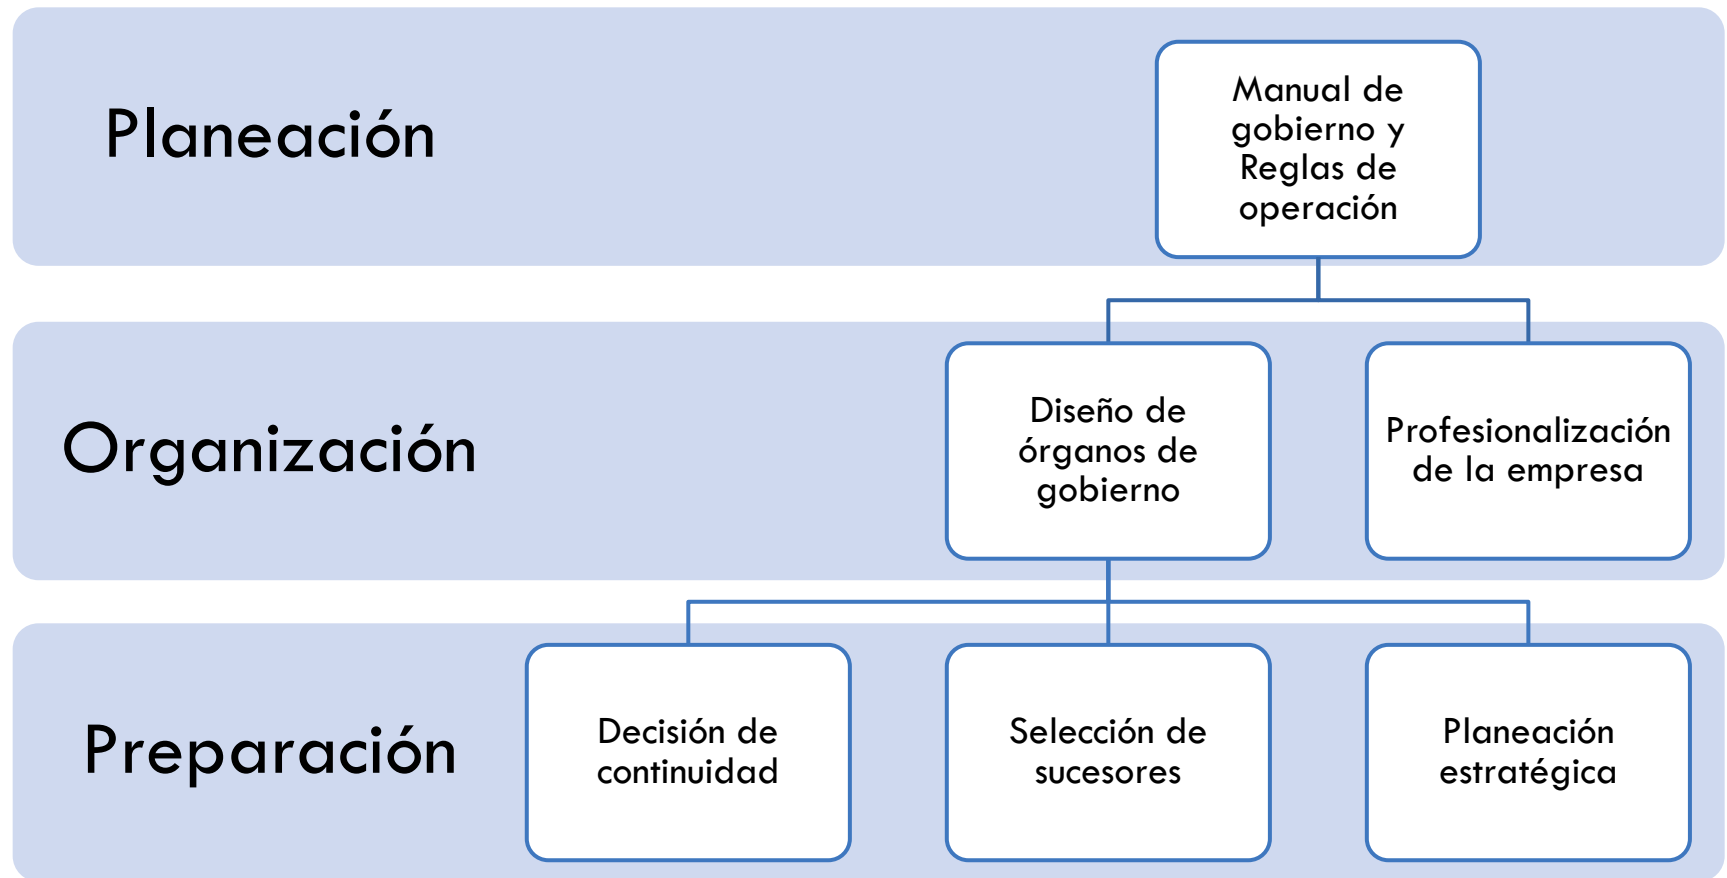 Planeación
Manual de
gobierno y
Reglas de
operación
Organización
Diseño de
órganos de
gobierno
Profesionalización
de la empresa
Preparación
Decisión de
continuidad
Selección de
sucesores
Planeación
estratégica